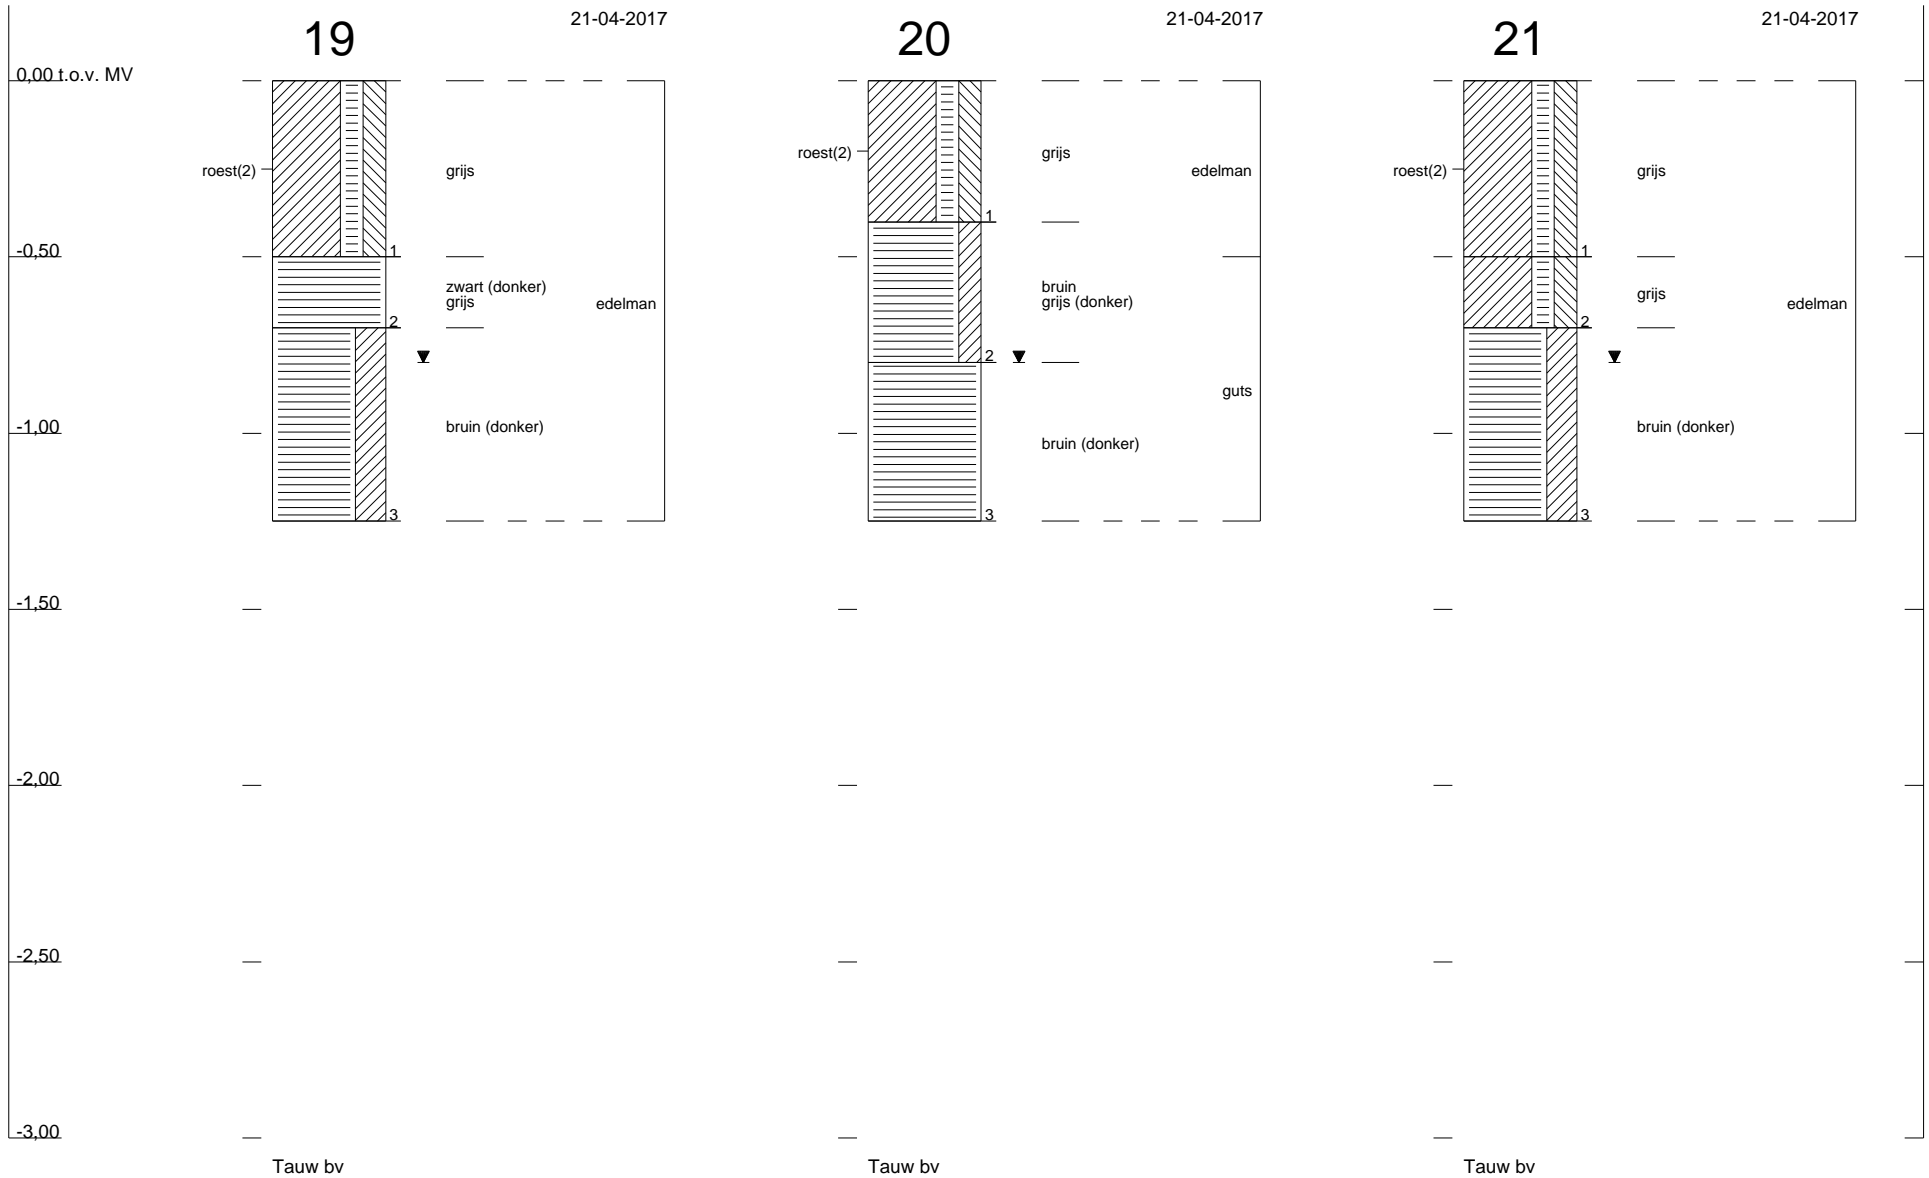 19
21-04-2017
20
21-04-2017
21
21-04-2017
0,00 t.o.v. MV
-0,50
-1,00
-1,50
-2,00
-2,50
-3,00
roest(2)
grijs
1
zwart (donker)
grijs
edelman
2
bruin (donker)
3
Tauw bv
roest(2)
grijs
edelman
1
bruin
grijs (donker)
2
guts
bruin (donker)
3
Tauw bv
roest(2)
grijs
1
grijs
edelman
2
bruin (donker)
3
Tauw bv